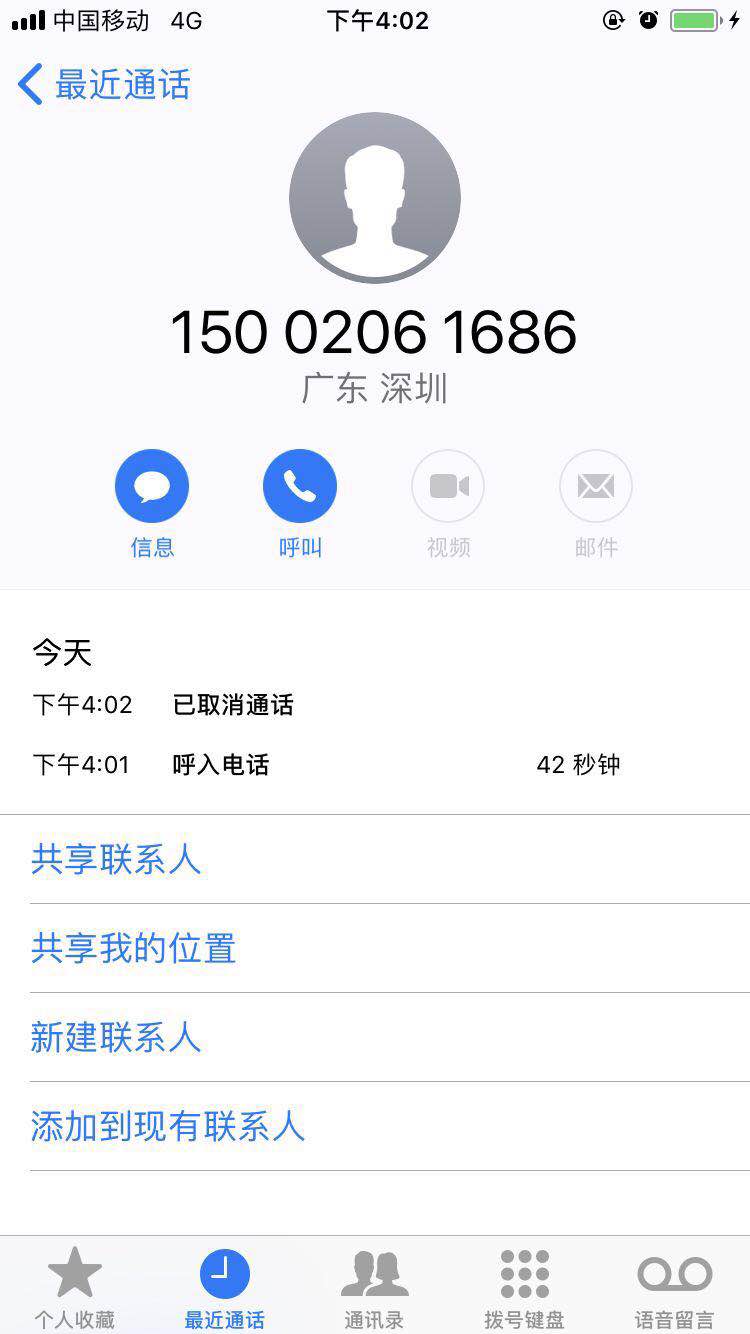 中国移动 4G 下午4:02
最近通话
150 0206 1686
广东 深圳
信息 呼叫 视频 邮件
今天
下午4:02 已取消通话
下午4:01 呼入电话 42 秒钟
共享联系人
共享我的位置
新建联系人
添加到现有联系人
个人收藏 最近通话 通讯录 拨号键盘 语音留言